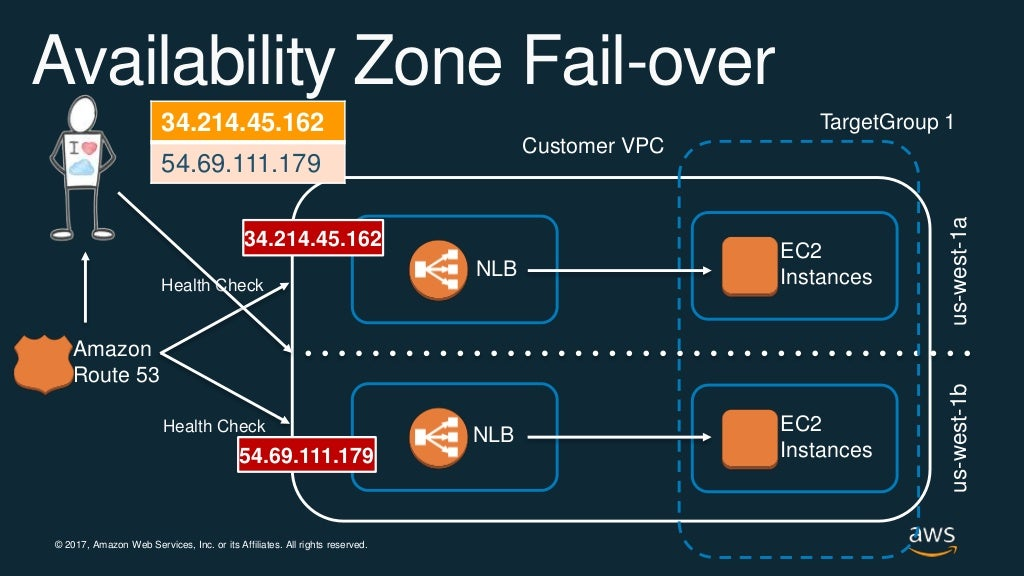 Availability Zone Fail-over
34.214.45.162
54.69.111.179
I
TargetGroup 1
Customer VPC
34.214.45.162
NLB
EC2
Instances
us-west-1a
Health Check
Amazon
Route 53
Health Check
54.69.111.179
NLB
EC2
Instances
us-west-1b
© 2017, Amazon Web Services, Inc. or its Affiliates. All rights reserved.
aws